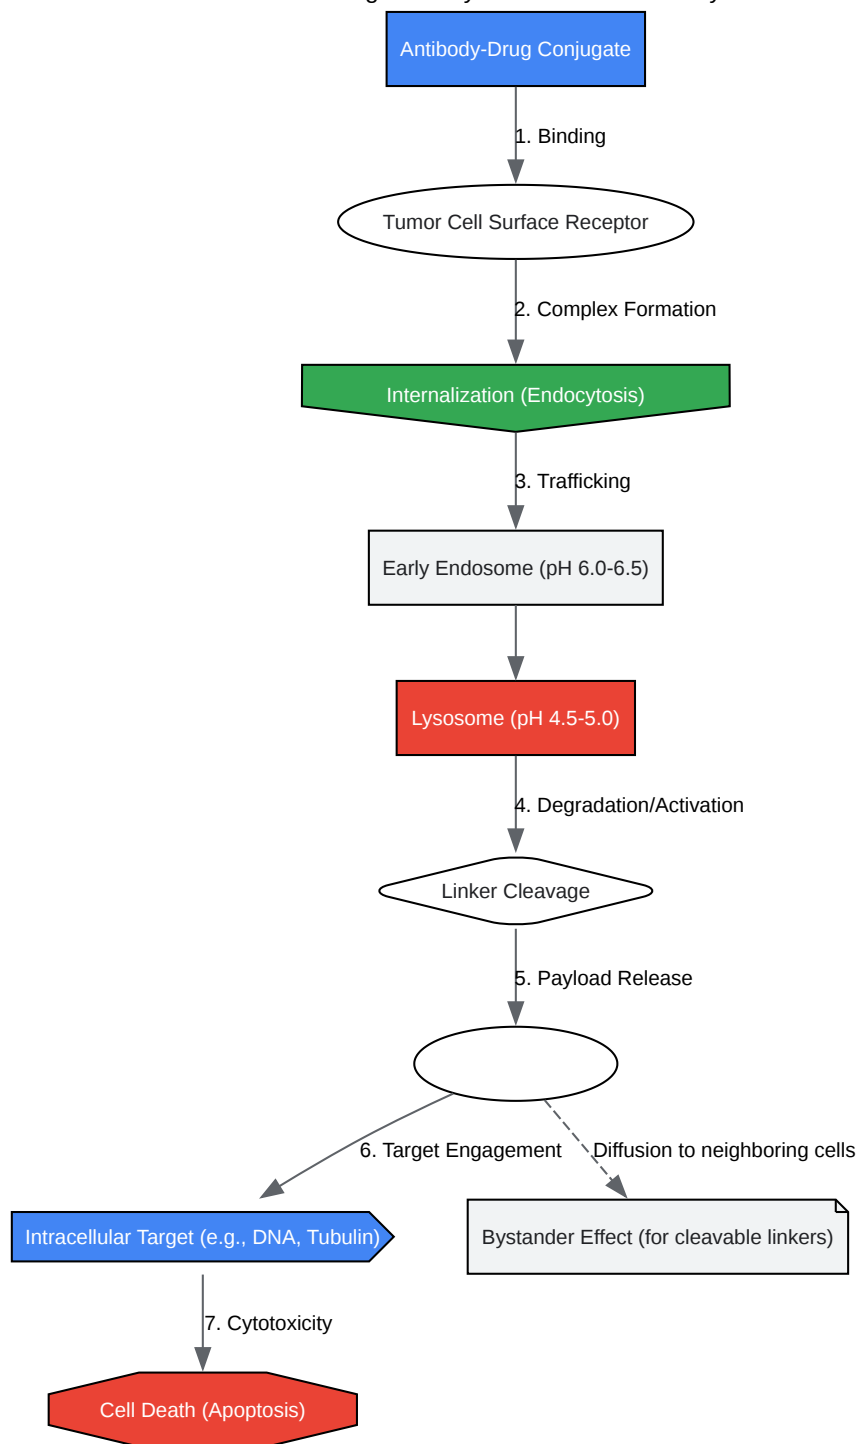 Antibody-Drug Conjugate
1. Binding
Tumor Cell Surface Receptor
2. Complex Formation
Internalization (Endocytosis)
3. Trafficking
Early Endosome (pH 6.0-6.5)
Lysosome (pH 4.5-5.0)
4. Degradation/Activation
Linker Cleavage
5. Payload Release
6. Target Engagement
Diffusion to neighboring cells
Intracellular Target (e.g., DNA, Tubulin)
Bystander Effect (for cleavable linkers)
7. Cytotoxicity
Cell Death (Apoptosis)